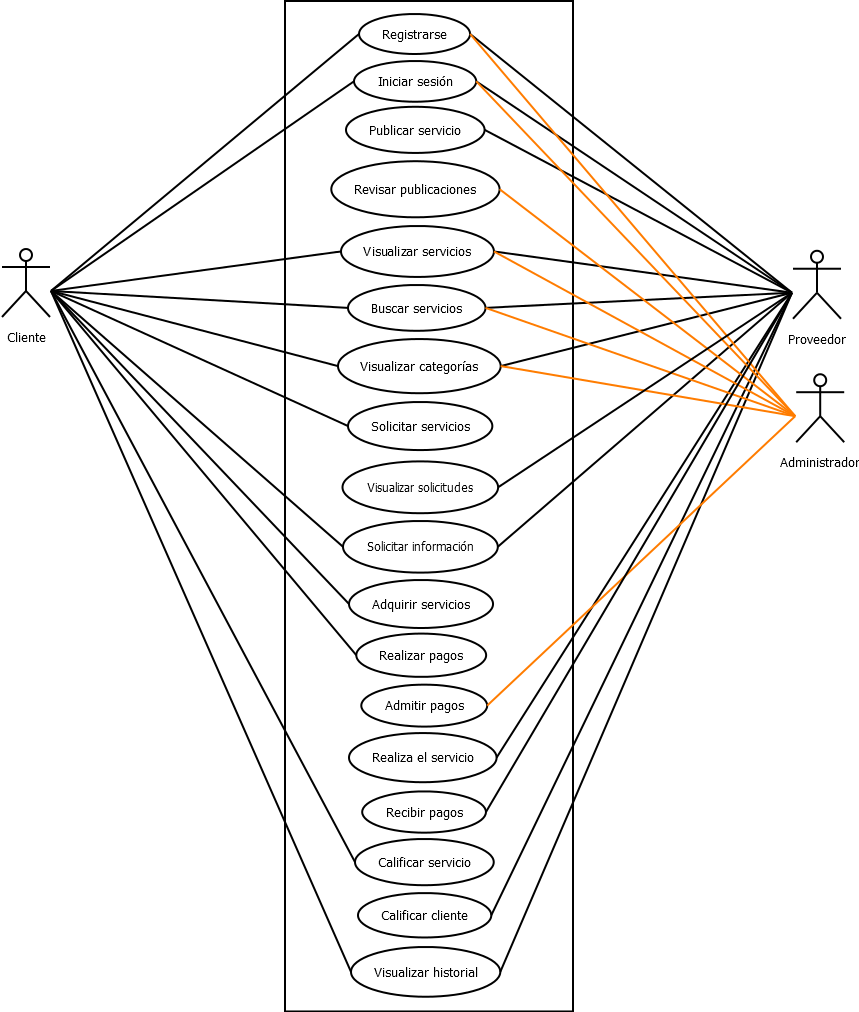 Registrarse
Iniciar sesión
Publicar servicio
Revisar publicaciones
Visualizar servicios
Buscar servicios
Visualizar categorías
Solicitar servicios
Visualizar solicitudes
Solicitar información
Adquirir servicios
Realizar pagos
Admitir pagos
Realiza el servicio
Recibir pagos
Calificar servicio
Calificar cliente
Visualizar historial
Cliente
Proveedor
Administrador